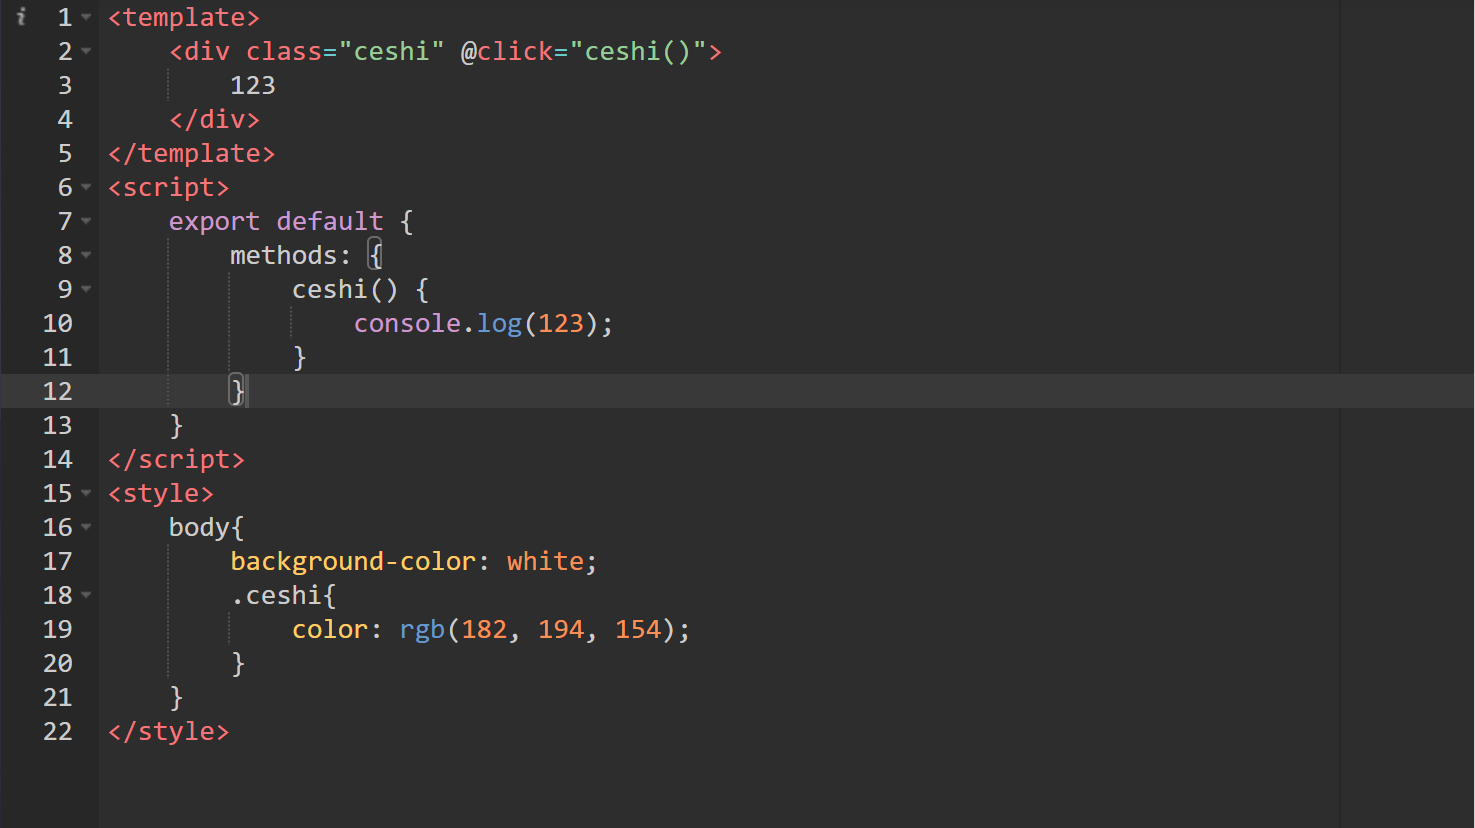 i 1 <template>
2 <div class="ceshi" @click="ceshi()">
3 123
4 </div>
5 </template>
6 <script>
7 export default {
8 methods: {
9 ceshi() {
10 console.log(123);
11 }
12 }
13 }
14 </script>
15 <style>
16 body{
17 background-color: white;
18 .ceshi{
19 color: rgb(182, 194, 154);
20 }
21 }
22 </style>